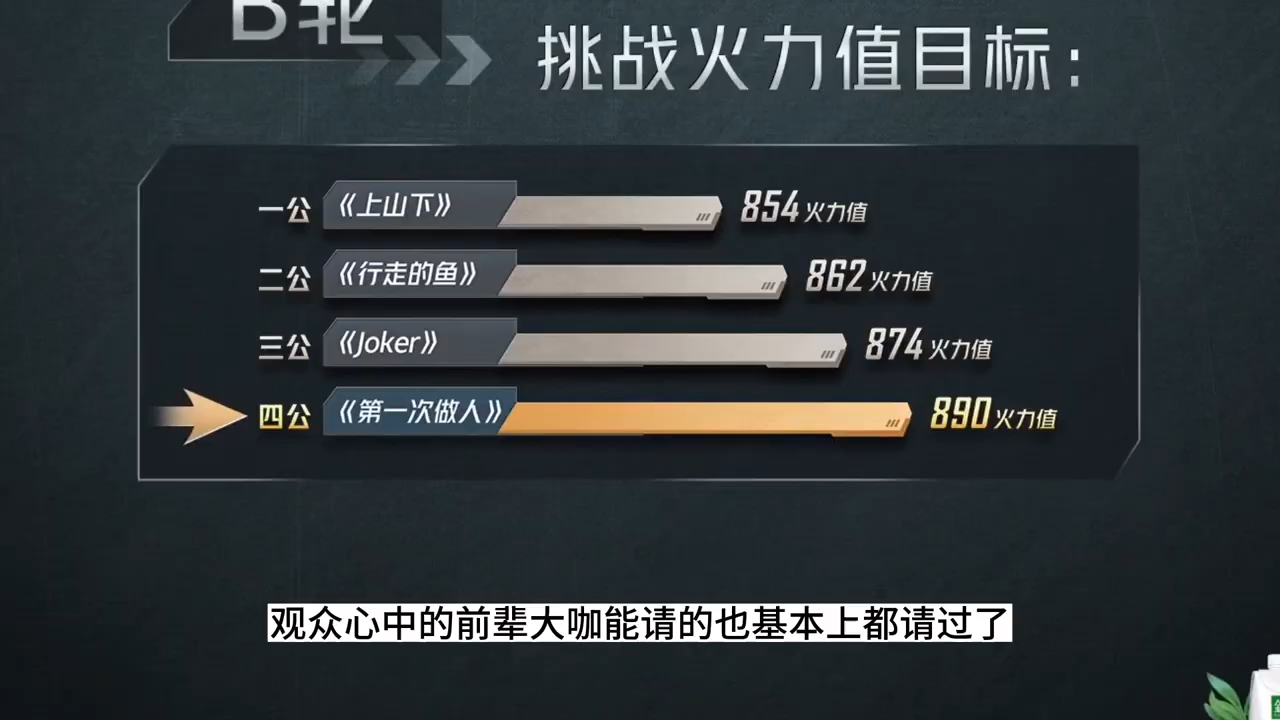 B轮
挑战火力值目标:
一公 《上山下》 854火力值
二公 《行走的鱼》 862火力值
三公 《Joker》 874火力值
四公 《第一次做人》 890火力值
观众心中的前辈大咖能请的也基本上都请过了